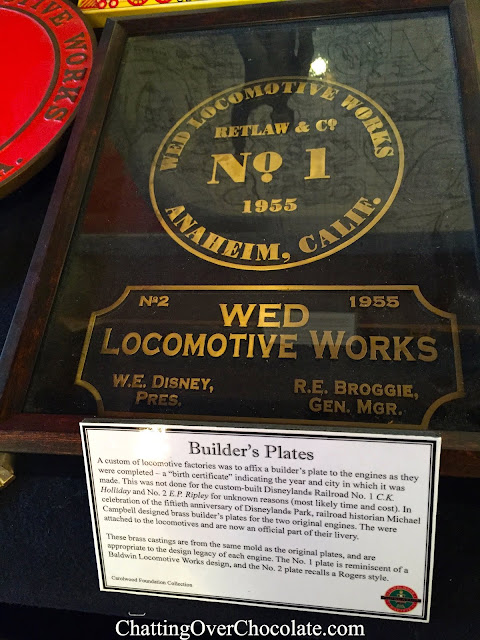 MOTIVE WORKS
A.
WED LOCOMOTIVE WORKS
RETLAW & Co
No 1
1955
ANAHEIM, CALIF.
No2 1955
WED
LOCOMOTIVE WORKS
W.E. DISNEY, R.E. BROGGIE,
PRES. GEN. MGR.
Builder's Plates
A custom of locomotive factories was to affix a builder's plate to the engines as they
were completed – a "birth certificate" indicating the year and city in which it was
made. This was not done for the custom-built Disneylands Railroad No. 1 C.K.
Holliday and No. 2 E.P. Ripley for unknown reasons (most likely time and cost). In
celebration of the fiftieth anniversary of Disneylands Park, railroad historian Michael
Campbell designed brass builder's plates for the two original engines. The were
attached to the locomotives and are now an official part of their livery.
These brass castings are from the same mold as the original plates, and are
appropriate to the design legacy of each engine. The No. 1 plate is reminiscent of a
Baldwin Locomotive Works design, and the No. 2 plate recalls a Rogers style.
Carolwood Foundation Collection
ChattingOverChocolate.com